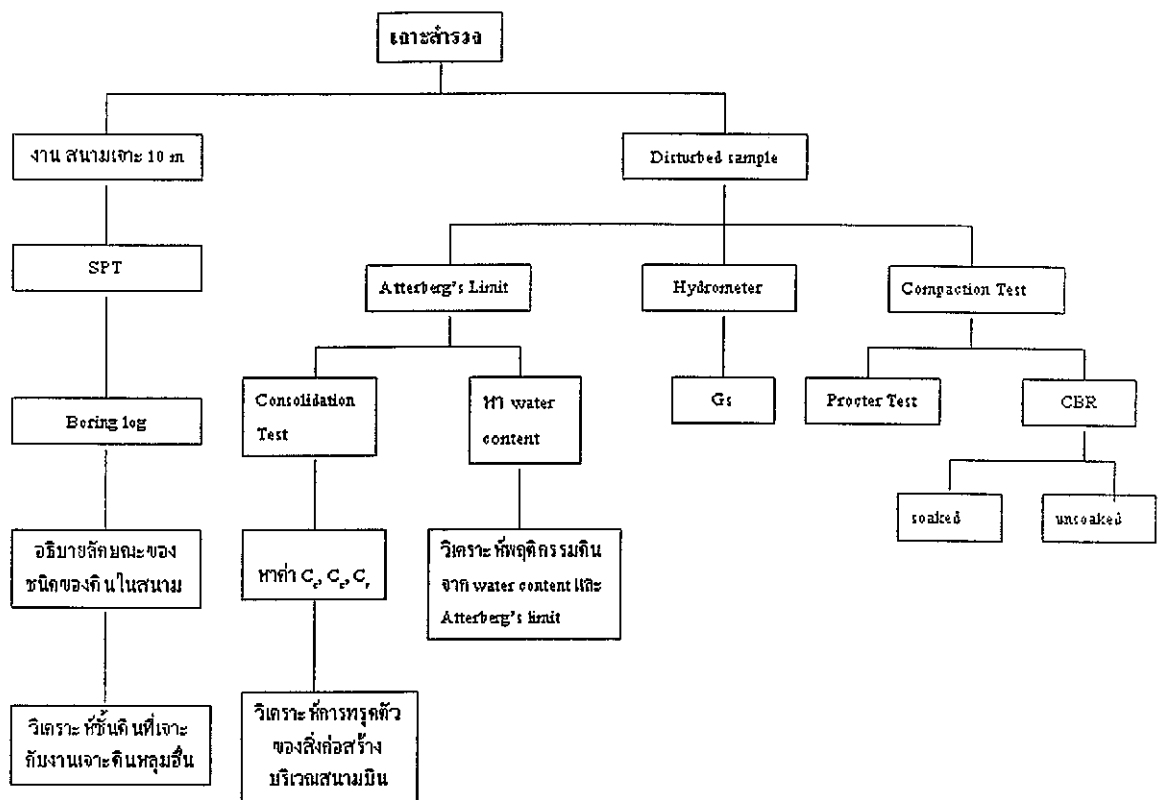 เจาะสำรวจ
งาน สนามเจาะ 10 m
Disturbed sample
SPT
Atterberg's Limit
Hydrometer
Compaction Test
Boring log
Consolidation
Test
หา water
content
Gs
Procter Test
CBR
soaked
unsoaked
อธิบายลักษณะของ
ชนิดของดินในสนาม
หาค่า Cc, Cs, Cr
วิเคราะห์พฤติกรรมดิน
จาก water content และ
Atterberg's limit
วิเคราะห์ชั้นดินที่เจาะ
กับงานเจาะดินหลุมอื่น
วิเคราะห์การทรุดตัว
ของสิ่งก่อสร้าง
บริเวณสนามบิน